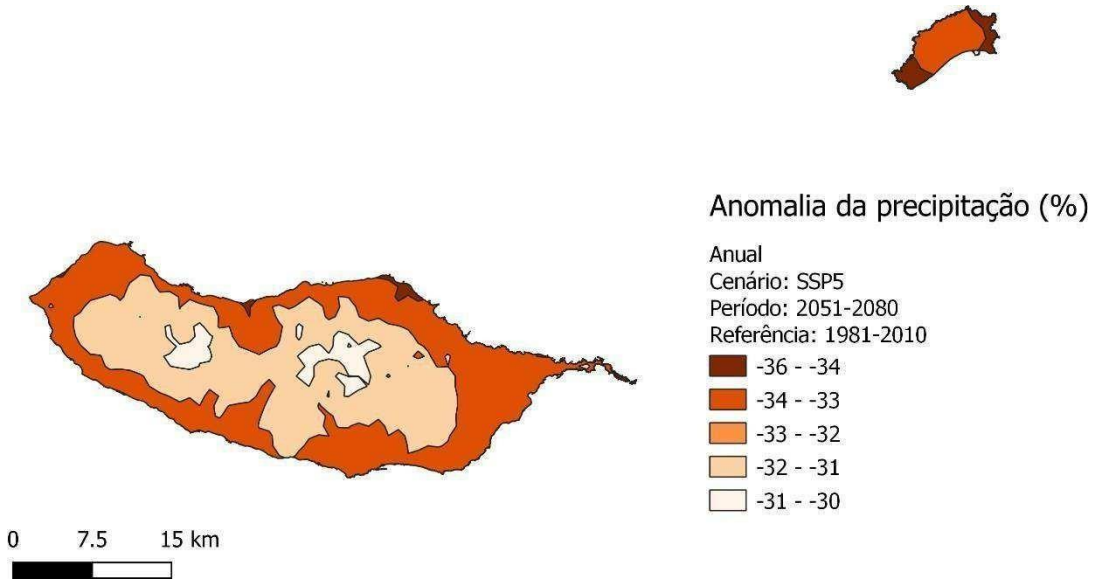 Anomalia da precipitação (%)
Anual
Cenário: SSP5
Período: 2051-2080
Referência: 1981-2010
-36 - -34
-34 - -33
-33 - -32
-32 - -31
-31 - -30
0 7.5 15 km